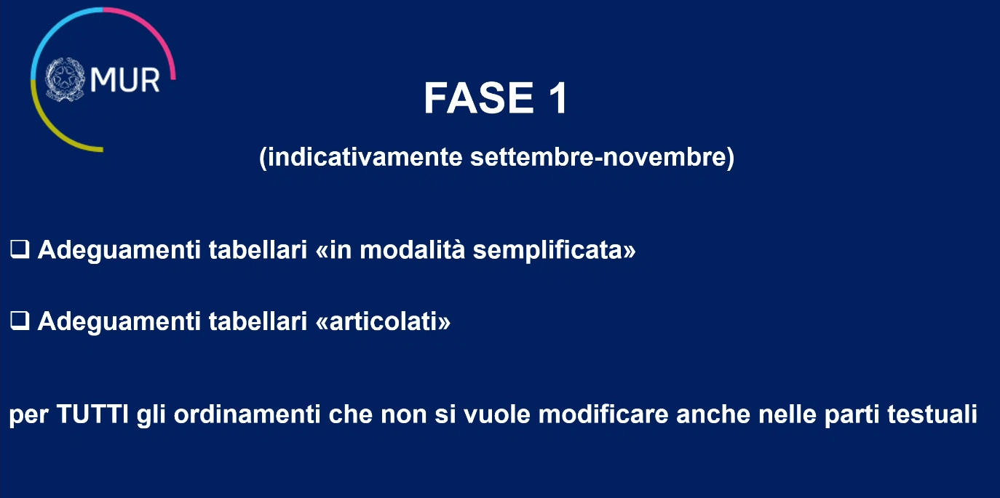 MUR
FASE 1
(indicativamente settembre-novembre)
❑ Adeguamenti tabellari «in modalità semplificata»
❑ Adeguamenti tabellari «articolati»
per TUTTI gli ordinamenti che non si vuole modificare anche nelle parti testuali